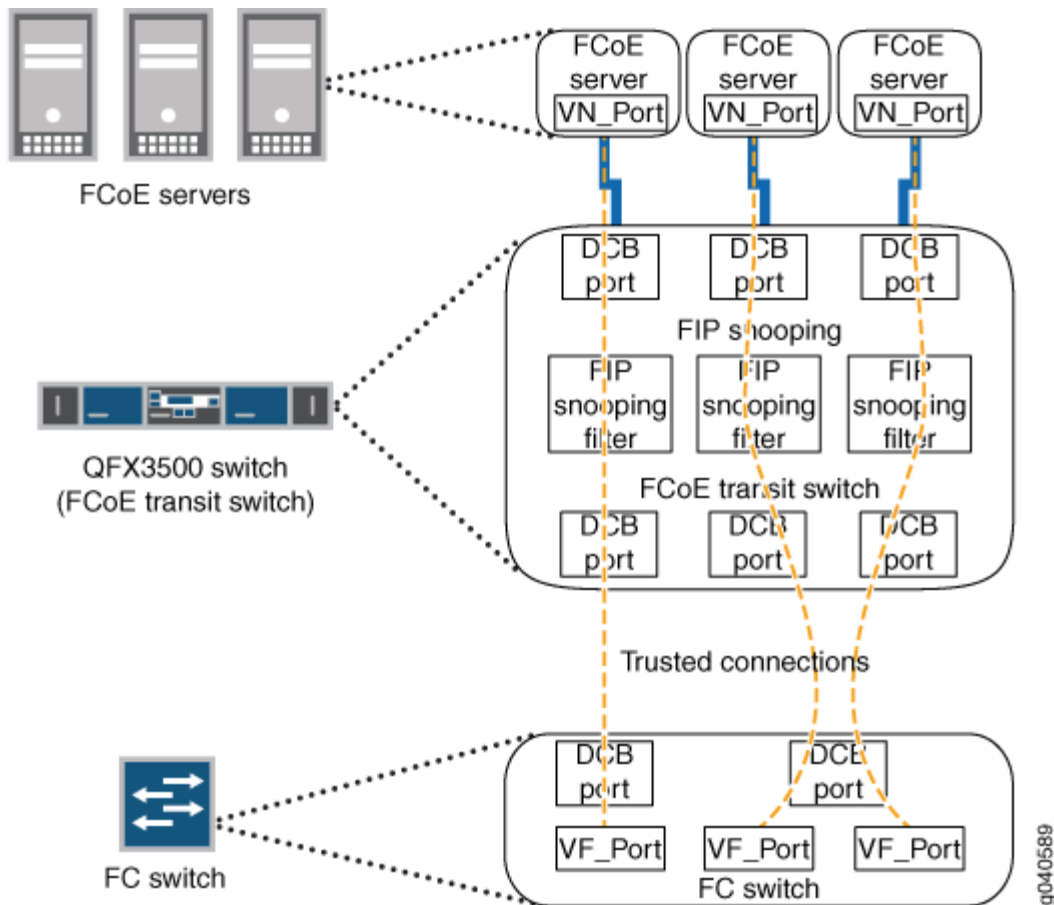 FCoE
server
VN_Port
FCoE
server
VN_Port
FCoE
server
VN_Port
FCoE servers
DCB
port
DCB
port
DCB
port
FIP snooping
FIP
snooping
filter
FIP
snooping
filter
FIP
snooping
filter
QFX3500 switch
(FCoE transit switch)
FCoE transit switch
DCB
port
DCB
port
DCB
port
Trusted connections
DCB
port
DCB
port
VF_Port
VF_Port
VF_Port
FC switch
FC switch
g040589